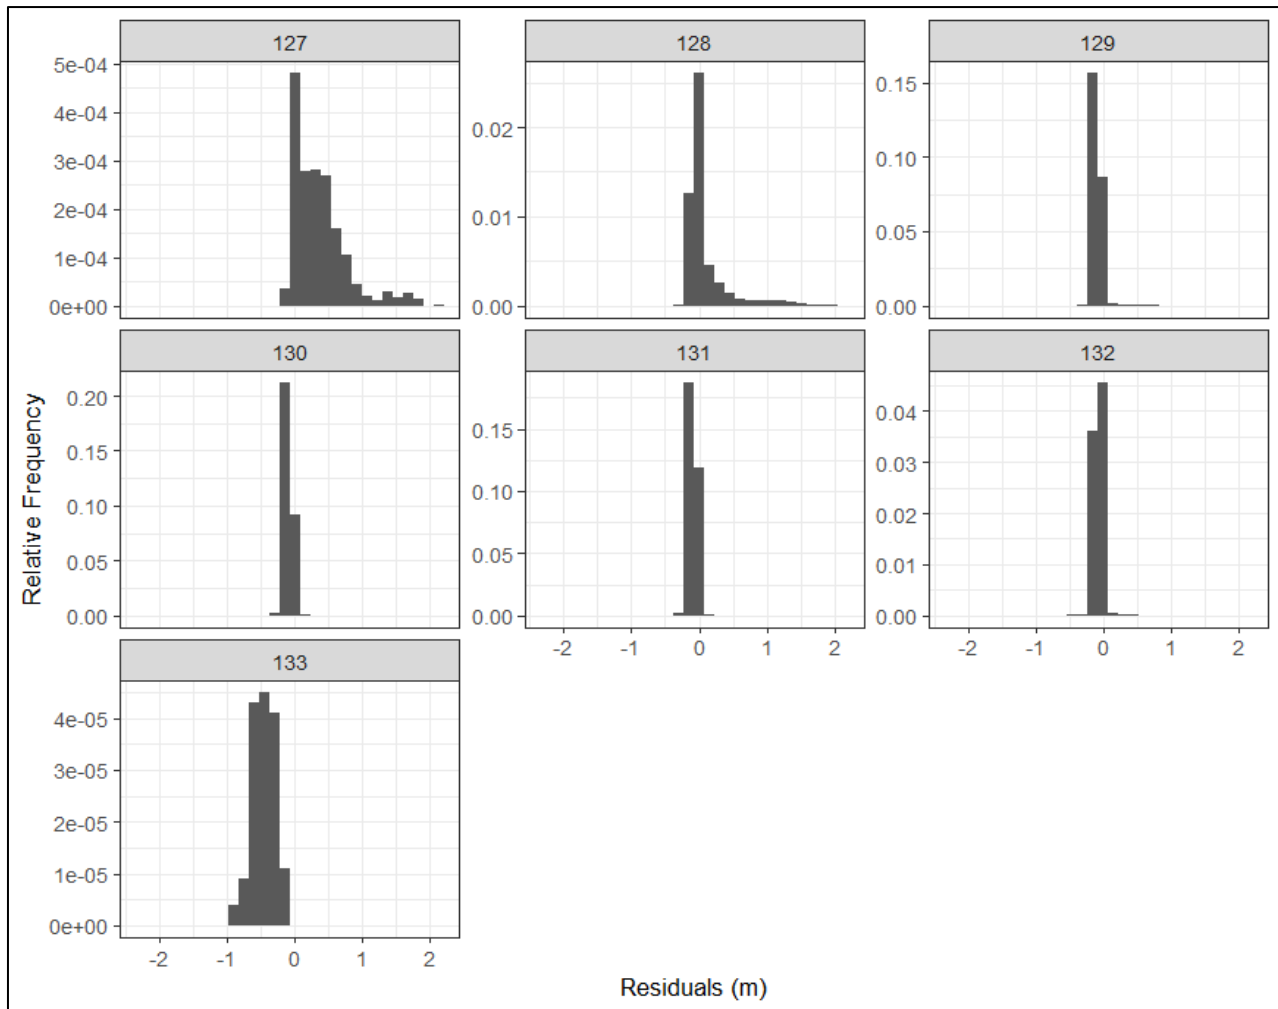 127
128
129
5e-04
4e-04
3e-04
2e-04
1e-04
0e+00
0.02
0.01
0.00
0.15
0.10
0.05
0.00
130
131
132
0.20
0.15
0.10
0.05
0.00
0.15
0.10
0.05
0.00
0.04
0.03
0.02
0.01
0.00
-2 -1 0 1 2
-2 -1 0 1 2
133
4e-05
3e-05
2e-05
1e-05
0e+00
-2 -1 0 1 2
Relative Frequency
Residuals (m)